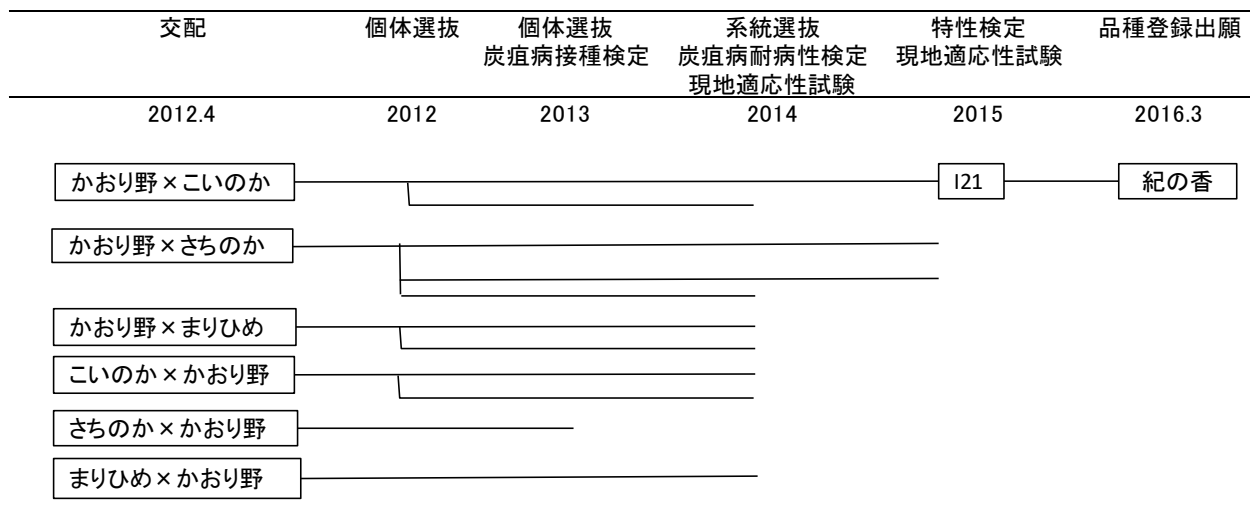 交配 個体選抜 個体選抜 系統選抜 特性検定 品種登録出願
炭疽病接種検定 炭疽病耐病性検定 現地適応性試験
現地適応性試験
2012.4 2012 2013 2014 2015 2016.3
かおり野×こいのか I21 紀の香
かおり野×さちのか
かおり野×まりひめ
こいのか×かおり野
さちのか×かおり野
まりひめ×かおり野